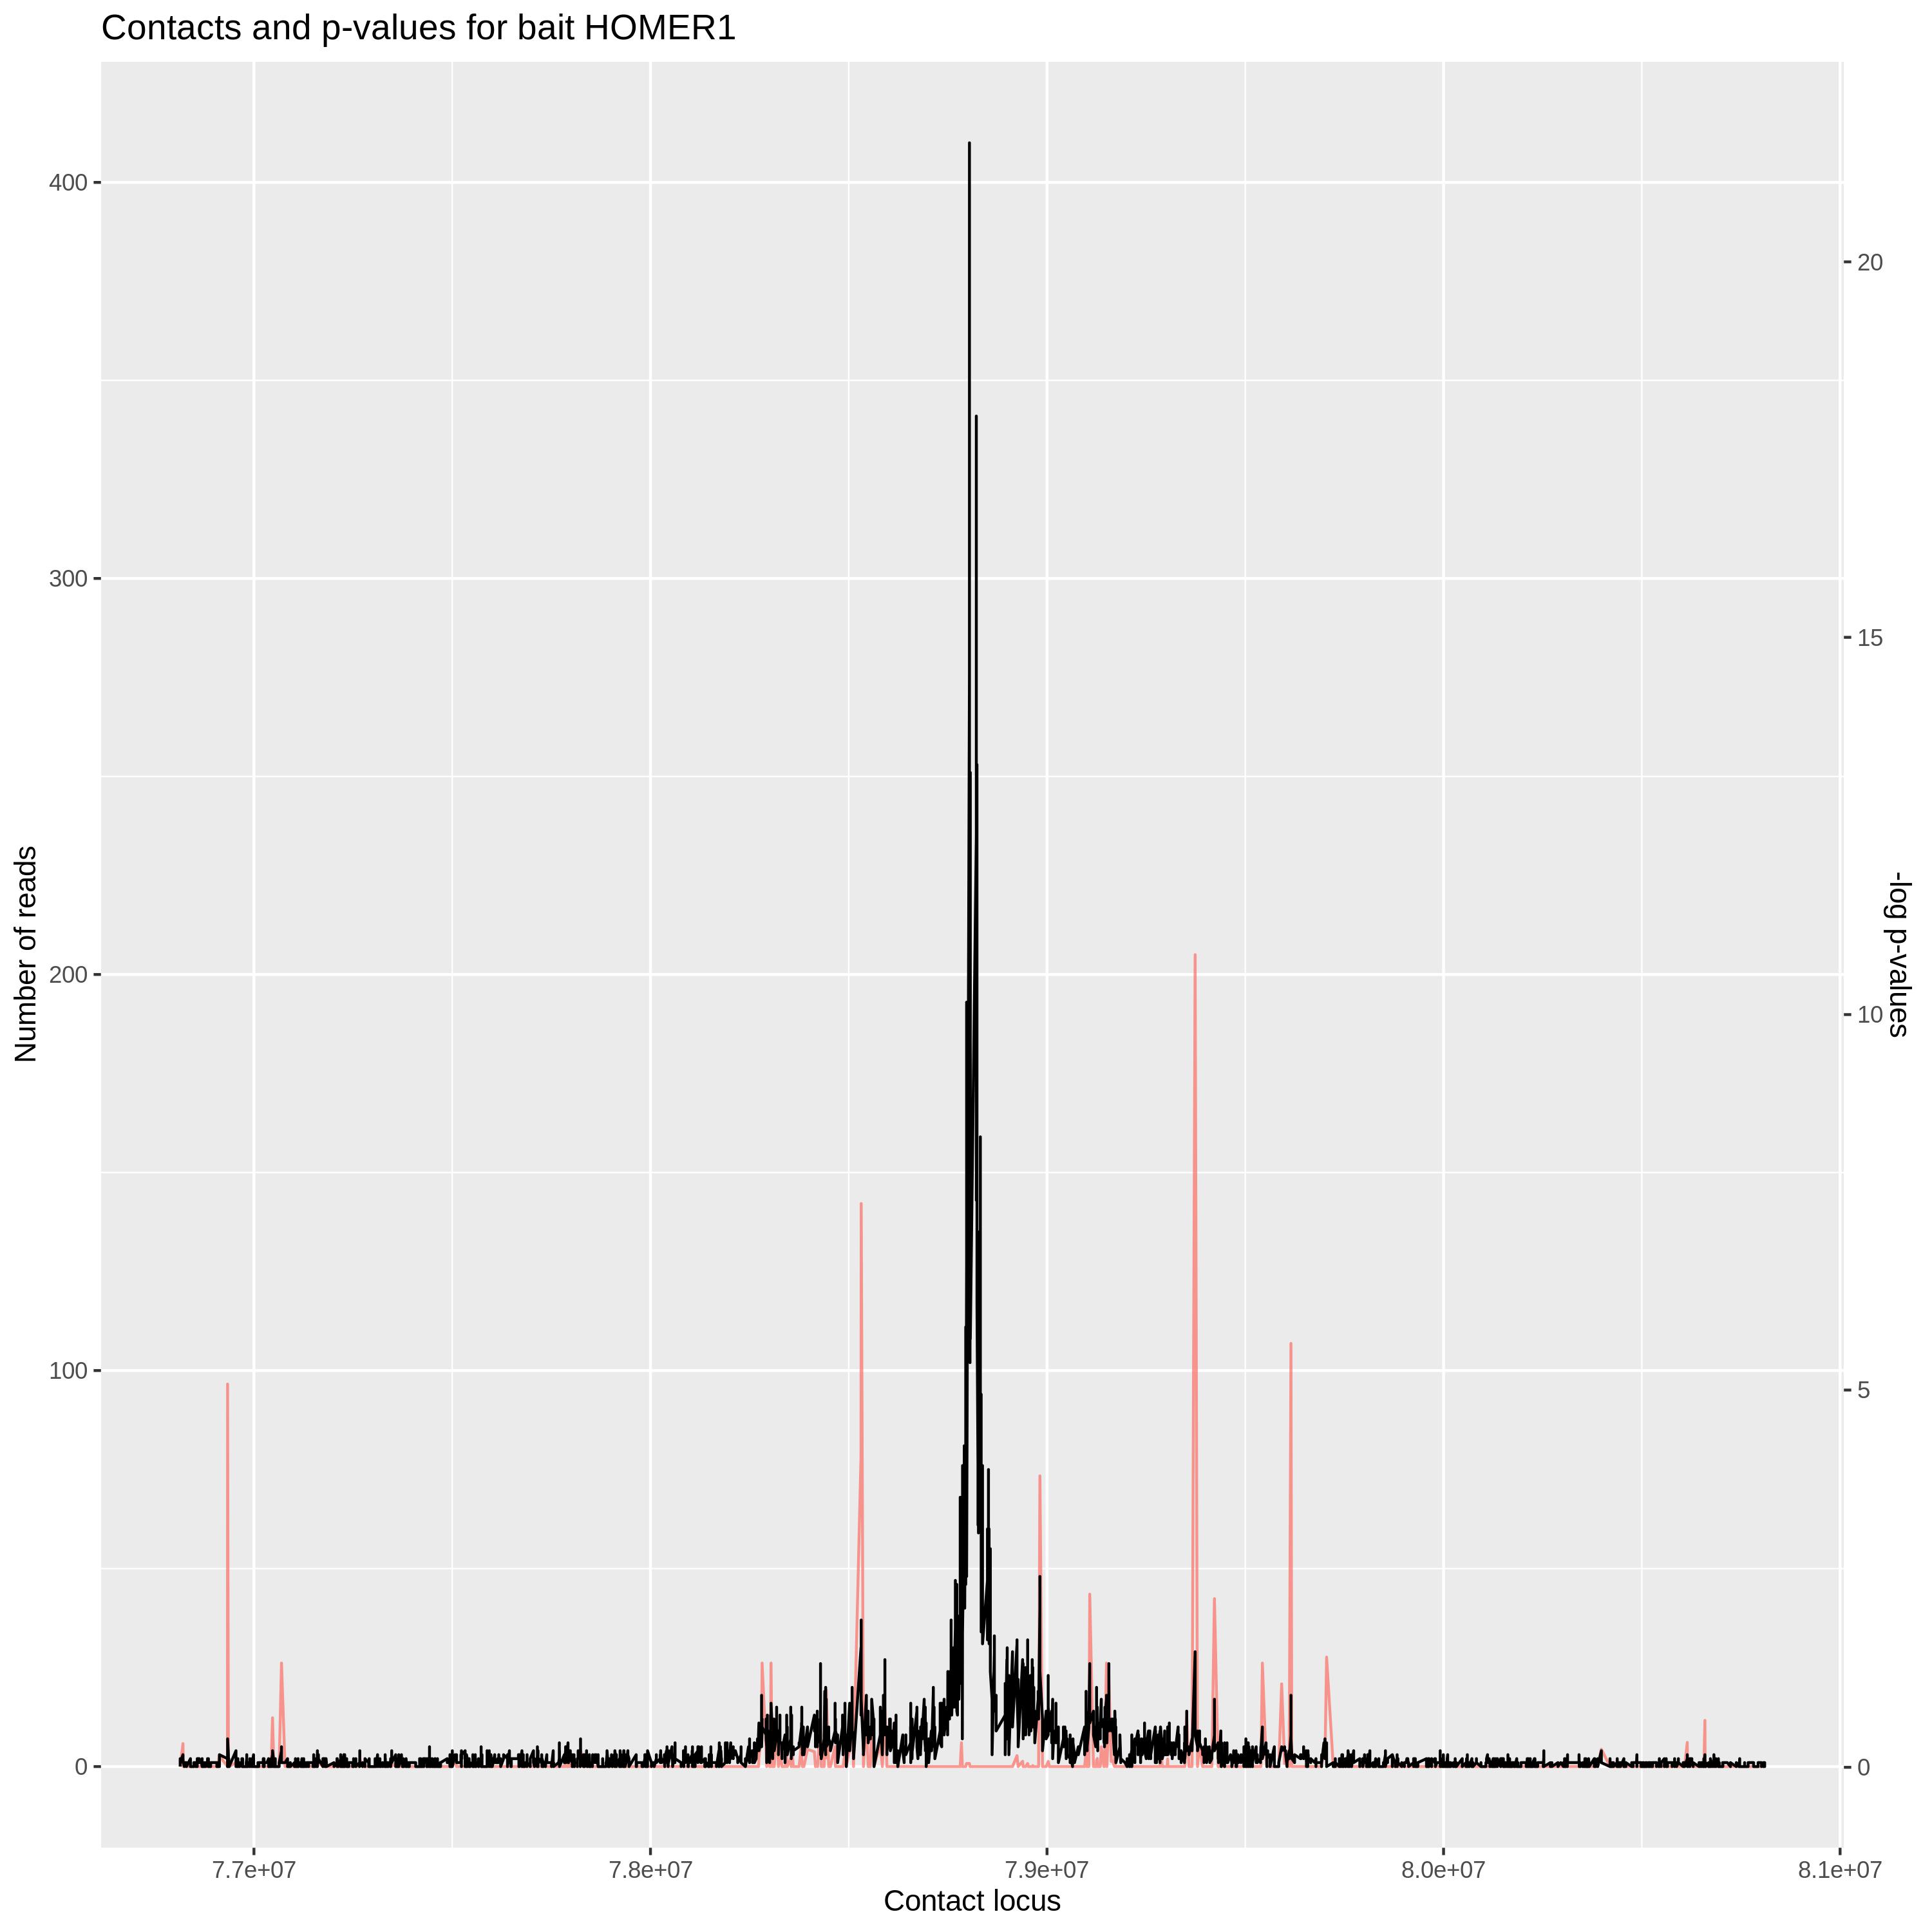 Contacts and p-values for bait HOMER1
400
300
200
100
0
Number of reads
20
15
10
5
0
-log p-values
7.7e+07
7.8e+07
7.9e+07
8.0e+07
8.1e+07
Contact locus